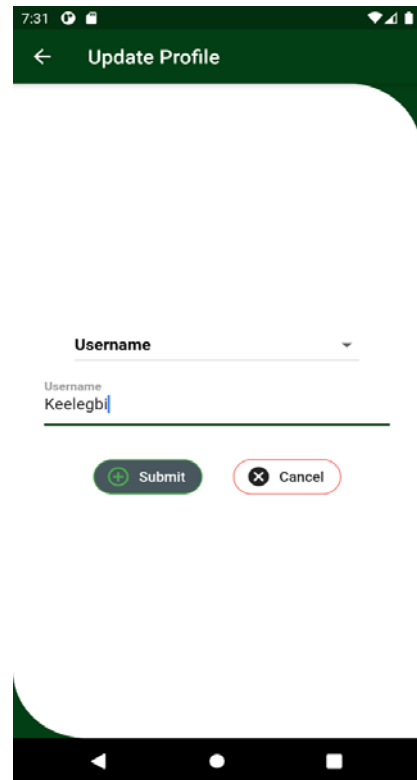 7:31
Update Profile
Username
Username
Keelegbi
Submit
Cancel